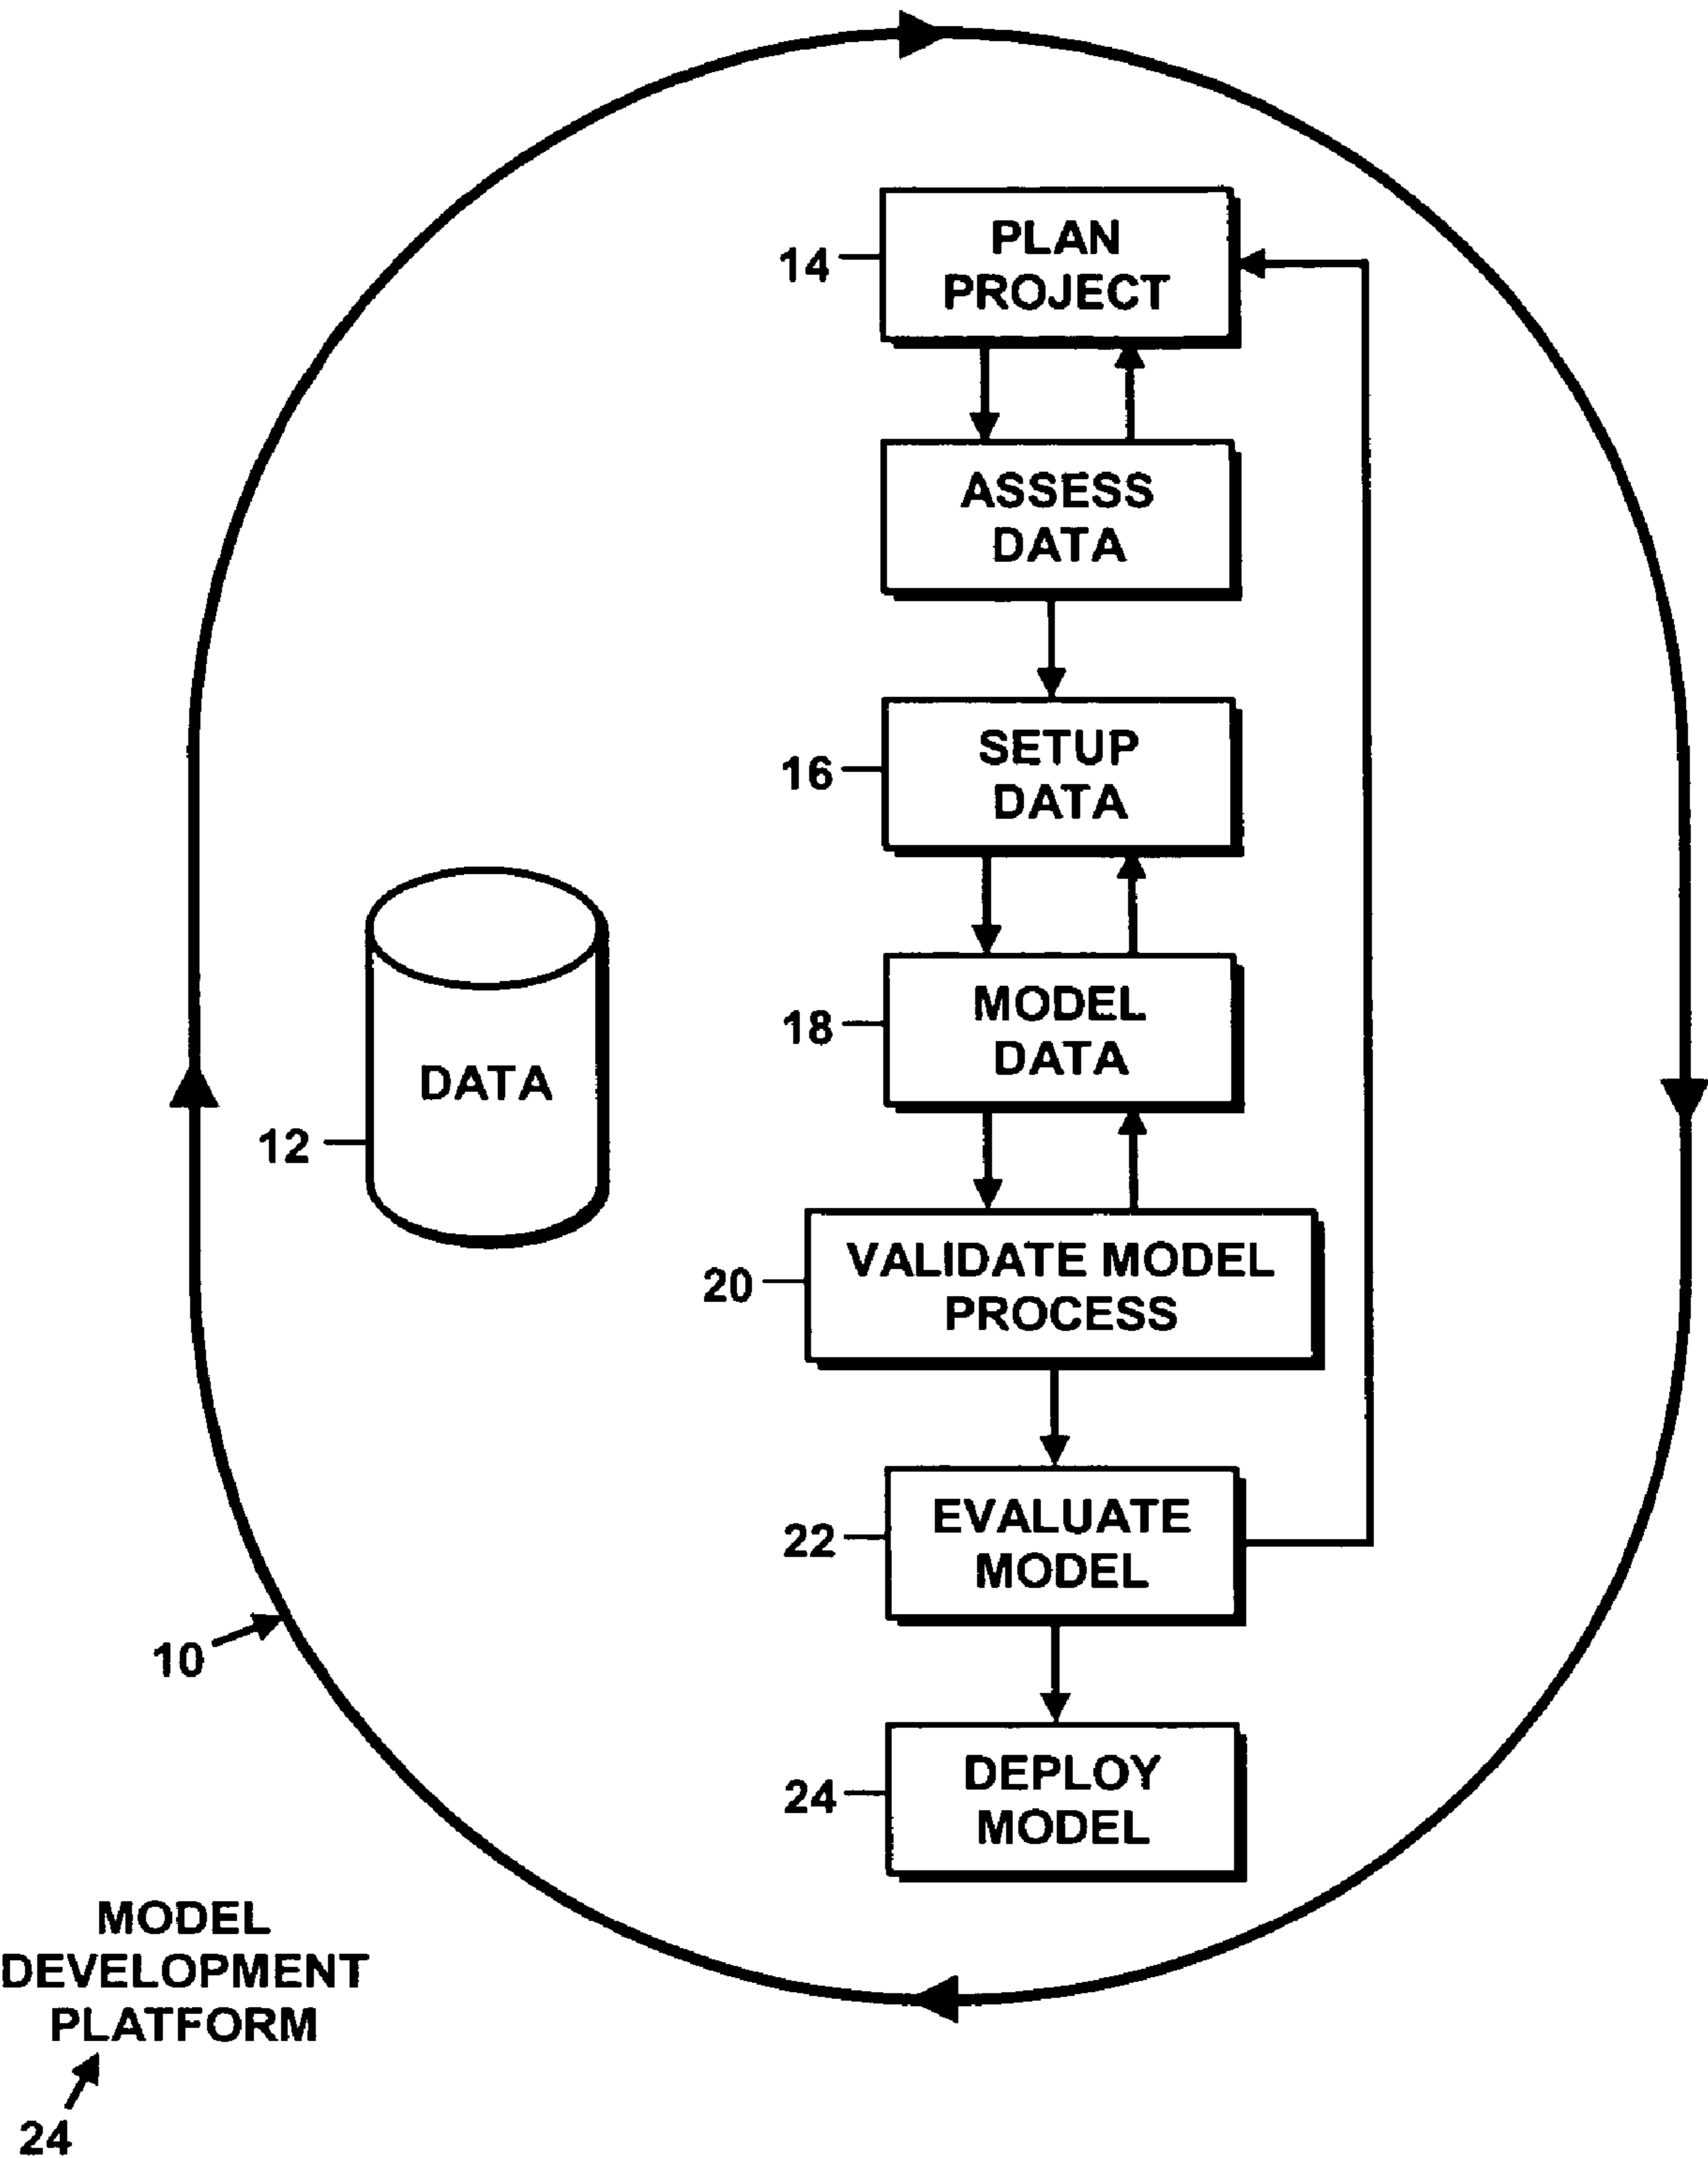 14
PLAN
PROJECT
ASSESS
DATA
16
SETUP
DATA
18
MODEL
DATA
DATA
12
20
VALIDATE MODEL
PROCESS
22
EVALUATE
MODEL
10
24
DEPLOY
MODEL
MODEL
DEVELOPMENT
PLATFORM
24